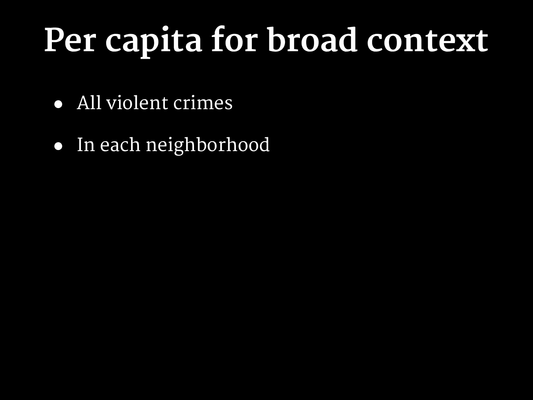 Per capita for broad context
● All violent crimes
● In each neighborhood